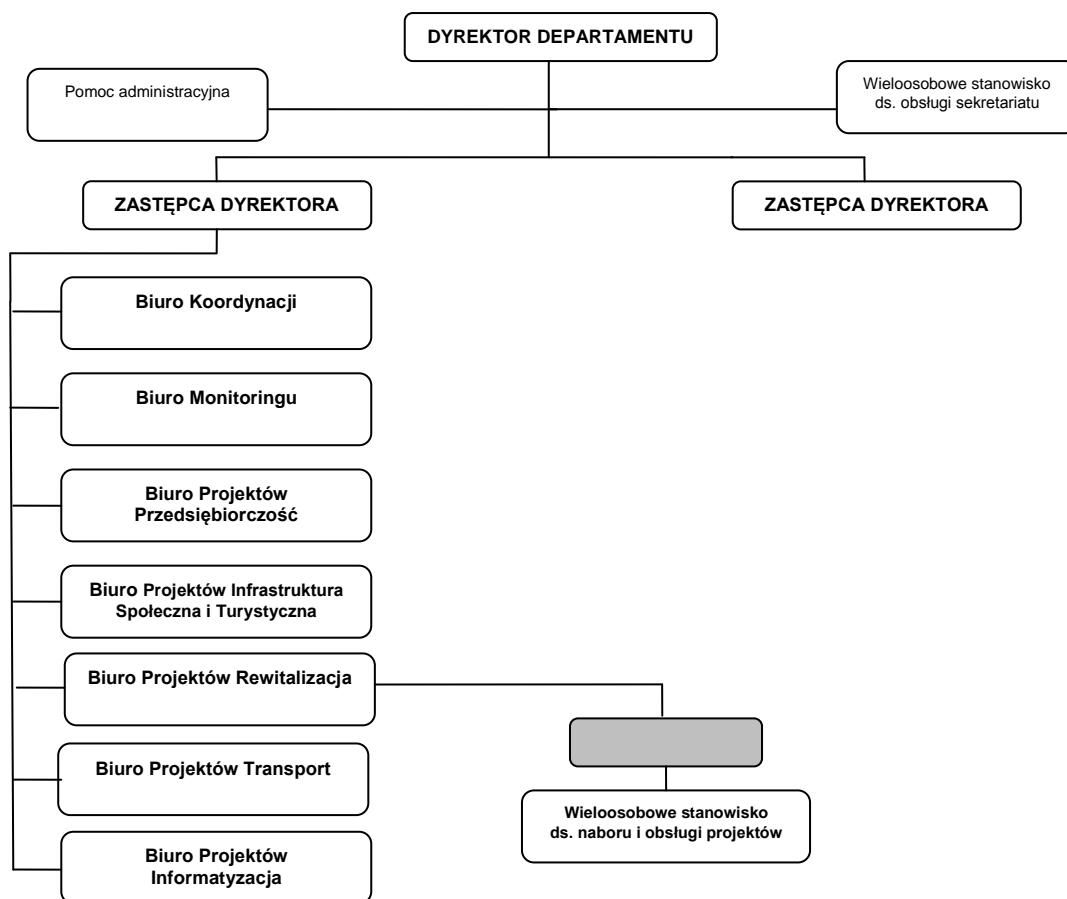 DYREKTOR DEPARTAMENTU
Pomoc administracyjna
Wieloosobowe stanowisko
ds. obsługi sekretariatu
ZASTĘPCA DYREKTORA
ZASTĘPCA DYREKTORA
Biuro Koordynacji
Biuro Monitoringu
Biuro Projektów
Przedsiębiorczość
Biuro Projektów Infrastruktura
Społeczna i Turystyczna
Biuro Projektów Rewitalizacja
Biuro Projektów Transport
Wieloosobowe stanowisko
ds. naboru i obsługi projektów
Biuro Projektów
Informatyzacja